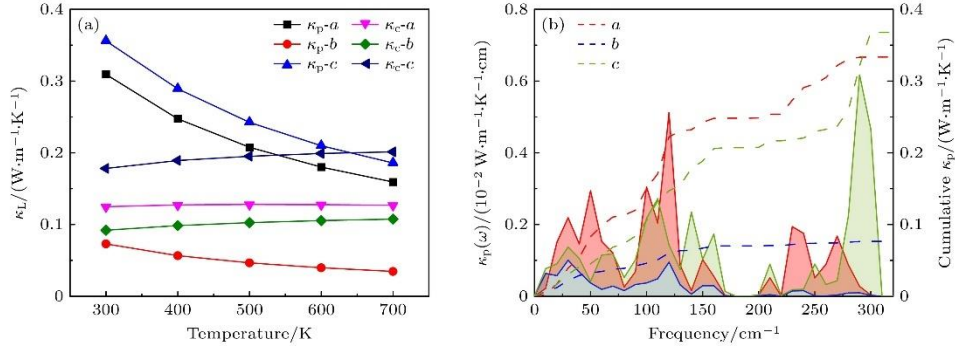 (a)
κp-a
κp-b
κp-c
κc-a
κc-b
κc-c
0.4
0.3
0.2
0.1
0
κL/(W·m−1·K−1)
300 400 500 600 700
Temperature/K
(b)
a
b
c
0.8
0.6
0.4
0.2
0
κp(ω)/(10−2 W·m−1·K−1·cm)
0 50 100 150 200 250 300
Frequency/cm−1
0.4
0.3
0.2
0.1
0
Cumulative κp/(W·m−1·K−1)